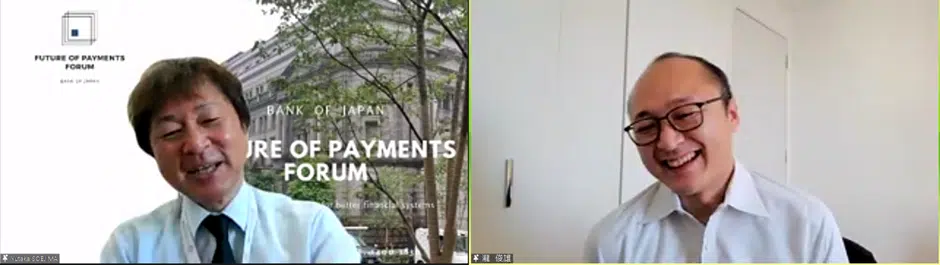 FUTURE OF PAYMENTS
FORUM
BANK OF JAPAN
BANK OF JAPAN
URE OF PAYMENTS
FORUM
for better financial systems
瀧 俊雄